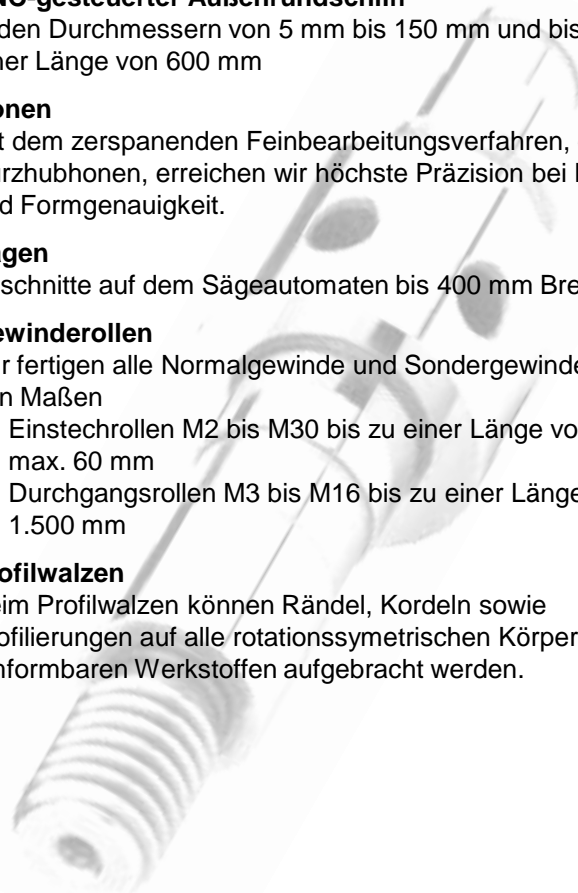 NC-gesteuerter Außenrundschliff
den Durchmessern von 5 mm bis 150 mm und bis
ner Länge von 600 mm
onen
t dem zerspanenden Feinbearbeitungsverfahren,
urzhubhonen, erreichen wir höchste Präzision bei
d Formgenauigkeit.
gen
schnitte auf dem Sägeautomaten bis 400 mm Bre
ewinderollen
r fertigen alle Normalgewinde und Sondergewinde
n Maßen
Einstechrollen M2 bis M30 bis zu einer Länge vo
max. 60 mm
Durchgangsrollen M3 bis M16 bis zu einer Länge
1.500 mm
ofilwalzen
eim Profilwalzen können Rändel, Kordeln sowie
ofilierungen auf alle rotationssymetrischen Körper
nformbaren Werkstoffen aufgebracht werden.